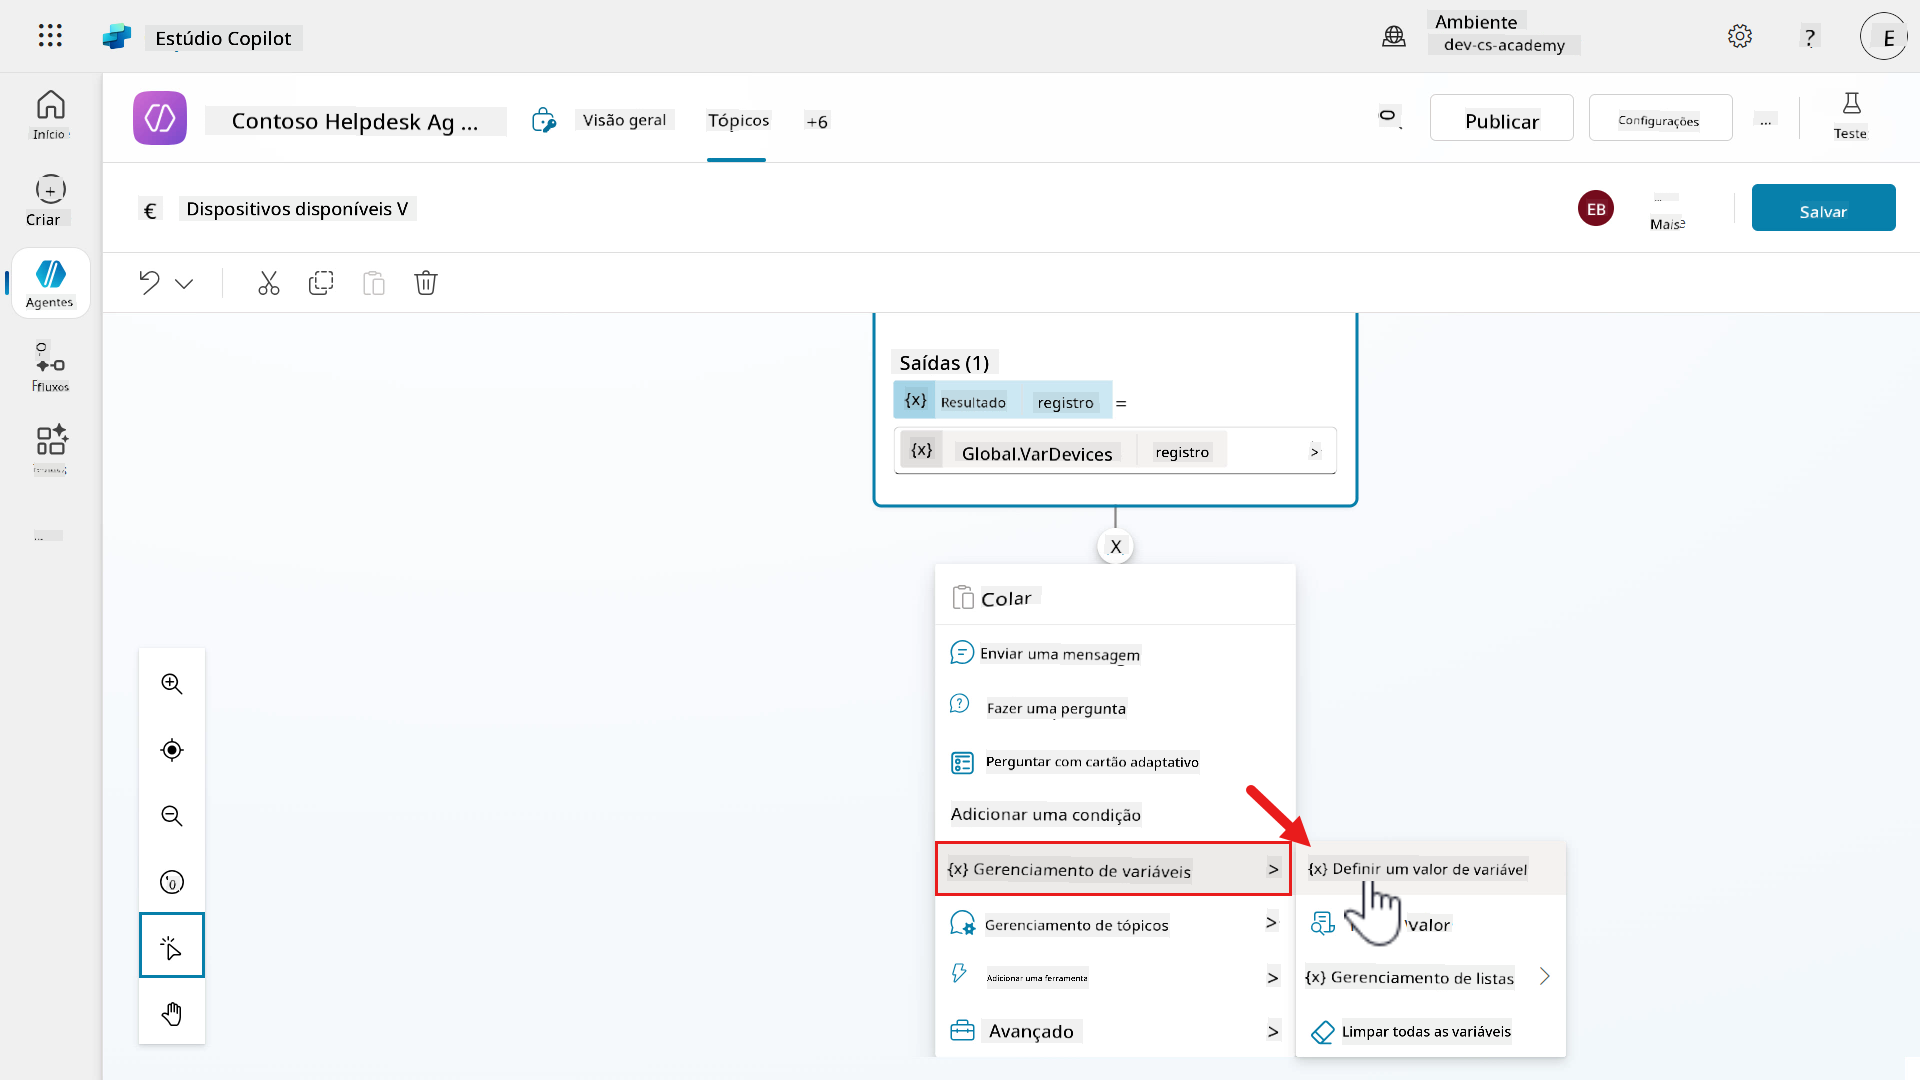 Estúdio Copilot
Ambiente
dev-cs-academy
?
E
Início
Criar
Agentes
fluxos
Contoso Helpdesk Ag ...
Visão geral
Tópicos
+6
Publicar
Configurações
...
Teste
€
Dispositivos disponíveis V
EB
...
Mais
Salvar
Saídas (1)
{x} Resultado registro =
{x} Global.VarDevices registro >
X
Colar
Enviar uma mensagem
Fazer uma pergunta
Perguntar com cartão adaptativo
Adicionar uma condição
{x} Gerenciamento de variáveis >
Gerenciamento de tópicos >
Adicionar uma ferramenta >
Avançado >
{x} Definir um valor de variável
valor
{x} Gerenciamento de listas
Limpar todas as variáveis